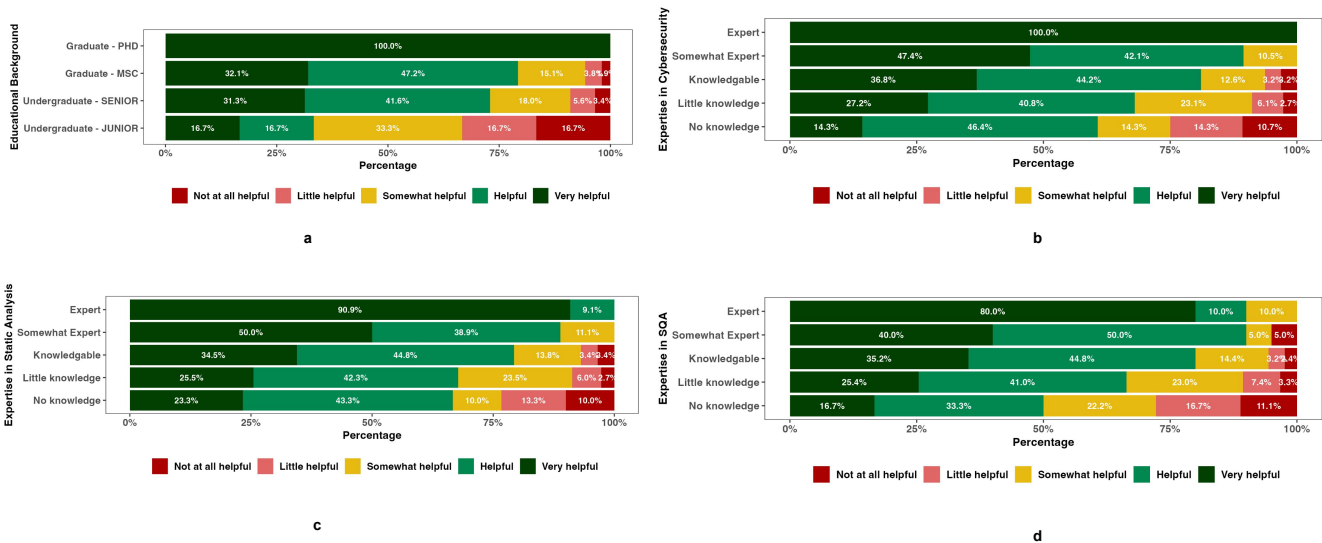 Educational Background
Graduate - PHD
100.0%
Graduate - MSC
32.1% 47.2% 15.1% 3.8%
Undergraduate - SENIOR
31.3% 41.6% 18.0% 5.6% 3.4%
Undergraduate - JUNIOR
16.7% 16.7% 33.3% 16.7% 16.7%
0% 25% 50% 75% 100%
Percentage
Not at all helpful Little helpful Somewhat helpful Helpful Very helpful
a
Expertise in Cybersecurity
Expert
100.0%
Somewhat Expert
47.4% 42.1% 10.5%
Knowledgable
36.8% 44.2% 12.6% 3.2% 3.2%
Little knowledge
27.2% 40.8% 23.1% 6.1% 2.7%
No knowledge
14.3% 46.4% 14.3% 14.3% 10.7%
0% 25% 50% 75% 100%
Percentage
Not at all helpful Little helpful Somewhat helpful Helpful Very helpful
b
Expertise in Static Analysis
Expert
90.9% 9.1%
Somewhat Expert
50.0% 38.9% 11.1%
Knowledgable
34.5% 44.8% 13.8% 3.4% 3.4%
Little knowledge
25.5% 42.3% 23.5% 6.0% 2.7%
No knowledge
23.3% 43.3% 10.0% 13.3% 10.0%
0% 25% 50% 75% 100%
Percentage
Not at all helpful Little helpful Somewhat helpful Helpful Very helpful
c
Expertise in SQA
Expert
80.0% 10.0% 10.0%
Somewhat Expert
40.0% 50.0% 5.0% 5.0%
Knowledgable
35.2% 44.8% 14.4% 3.2%
Little knowledge
25.4% 41.0% 23.0% 7.4% 3.3%
No knowledge
16.7% 33.3% 22.2% 16.7% 11.1%
0% 25% 50% 75% 100%
Percentage
Not at all helpful Little helpful Somewhat helpful Helpful Very helpful
d